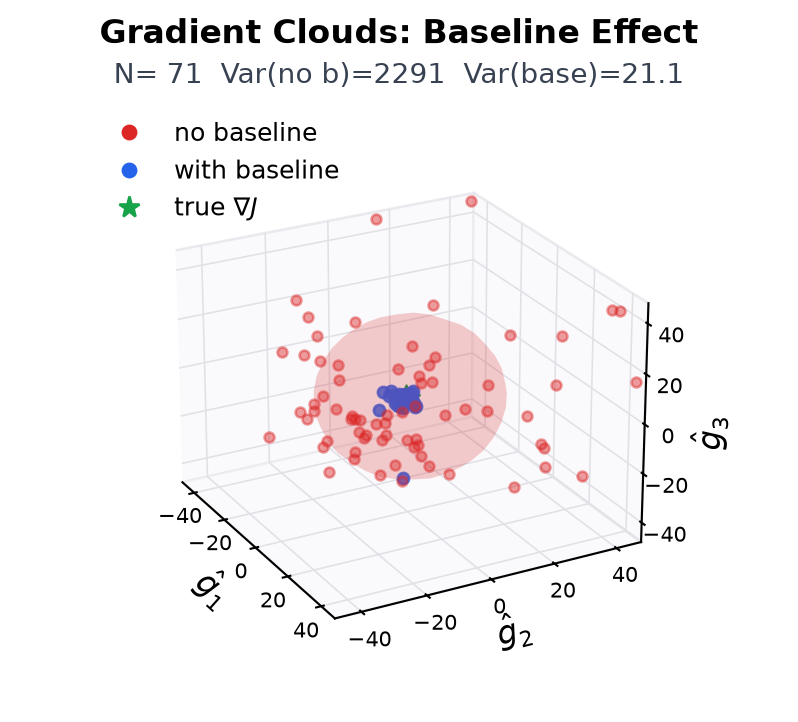 Gradient Clouds: Baseline Effect
N= 71 Var(no b)=2291 Var(base)=21.1
no baseline
with baseline
true ∇J
40
20
0
−20
−40
ĝ₃
−40
−20
0
20
40
ĝ₁
−40
−20
0
20
40
ĝ₂